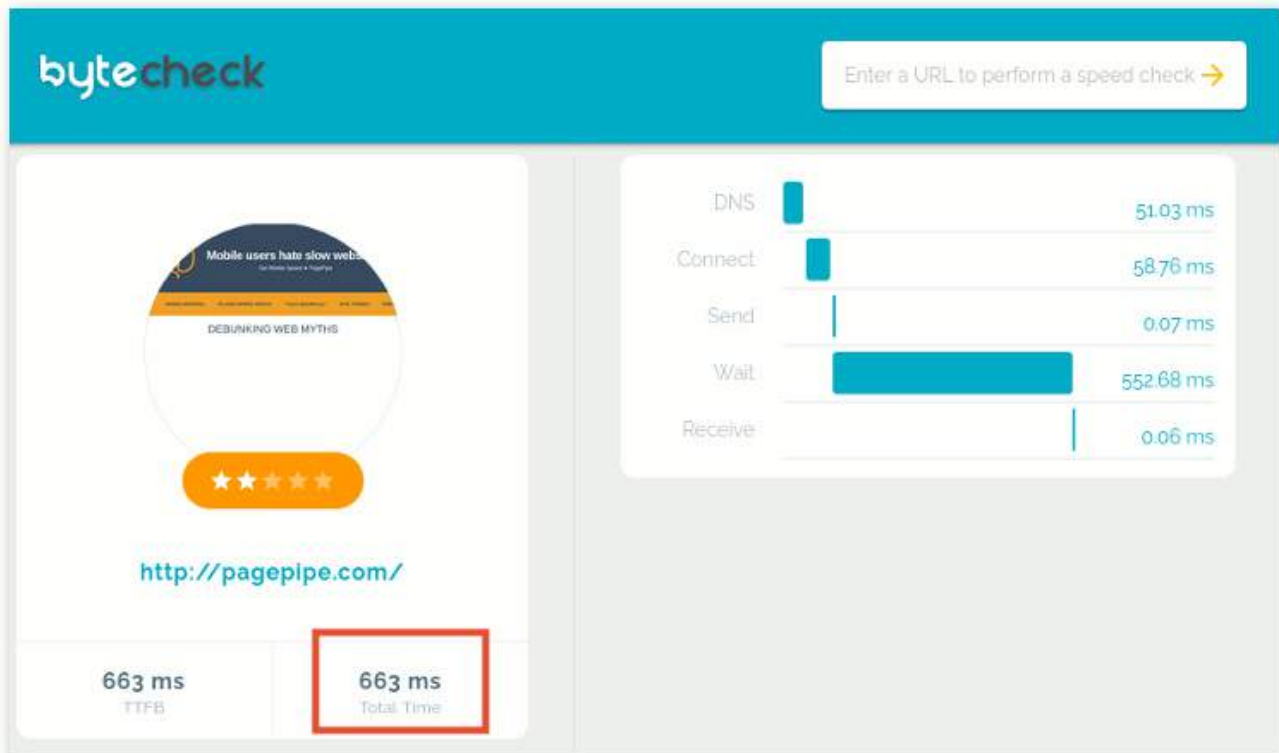 bytecheck
Enter a URL to perform a speed check →
Mobile users hate slow webs
DEBUNKING WEB MYTHS
http://pagepipe.com/
663 ms
TTFB
663 ms
Total Time
DNS 51.03 ms
Connect 58.76 ms
Send 0.07 ms
Wait 552.68 ms
Receive 0.06 ms